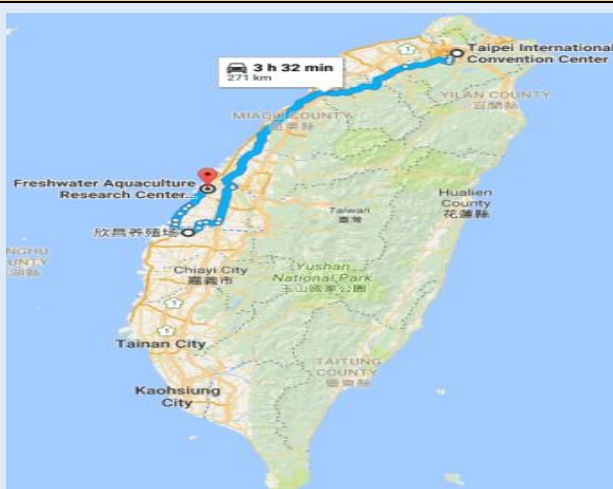 Taipei International
Convention Center
3 h 32 min
271 km
YILAN COUNTY
宜蘭縣
MIAOLI COUNTY
苗栗縣
Freshwater Aquaculture
Research Center...
Hualien
County
花蓮縣
Taiwan
臺灣
欣昌养殖场
COUNTY
Chiayi City
嘉義市
Yushan
National Park
玉山國家公園
Tainan City
TAITUNG
COUNTY
臺東縣
Kaohsiung
City